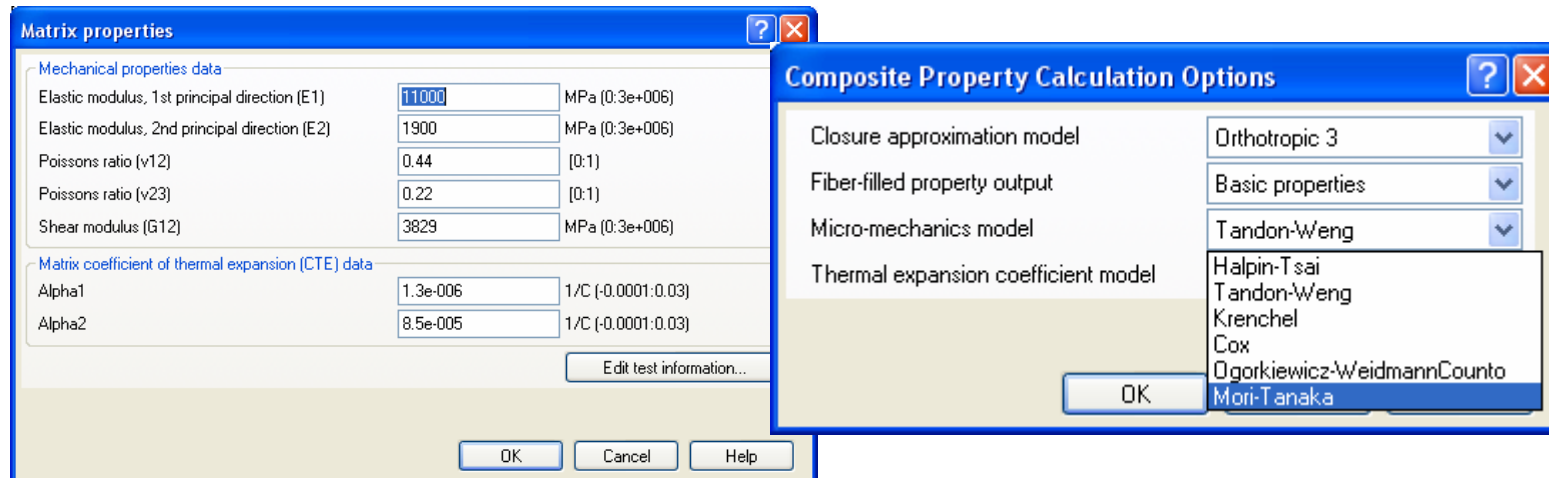 Matrix properties
Mechanical properties data
Elastic modulus, 1st principal direction (E1) 11000 MPa (0:3e+006)
Elastic modulus, 2nd principal direction (E2) 1900 MPa (0:3e+006)
Poissons ratio (v12) 0.44 [0:1)
Poissons ratio (v23) 0.22 [0:1)
Shear modulus (G12) 3829 MPa (0:3e+006)
Matrix coefficient of thermal expansion (CTE) data
Alpha1 1.3e-006 1/C (-0.0001:0.03)
Alpha2 8.5e-005 1/C (-0.0001:0.03)
Edit test information...
OK Cancel Help
Composite Property Calculation Options
Closure approximation model Orthotropic 3
Fiber-filled property output Basic properties
Micro-mechanics model Tandon-Weng
Thermal expansion coefficient model
Halpin-Tsai
Tandon-Weng
Krenchel
Cox
Ogorkiewicz-WeidmannCounto
Mori-Tanaka
OK